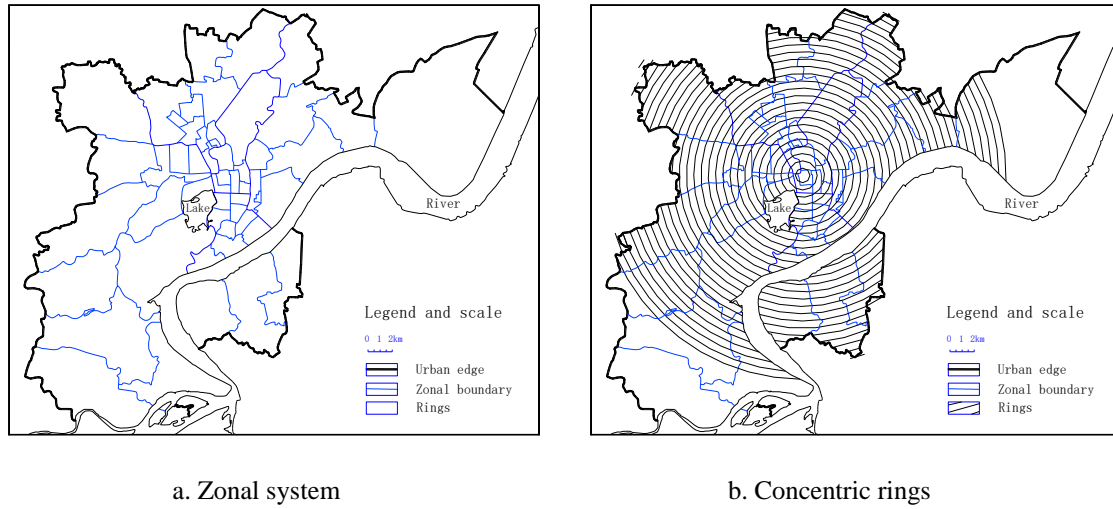 Lake
River
Legend and scale
0 1 2km
Urban edge
Zonal boundary
Rings
a. Zonal system
Lake
River
Legend and scale
0 1 2km
Urban edge
Zonal boundary
Rings
b. Concentric rings